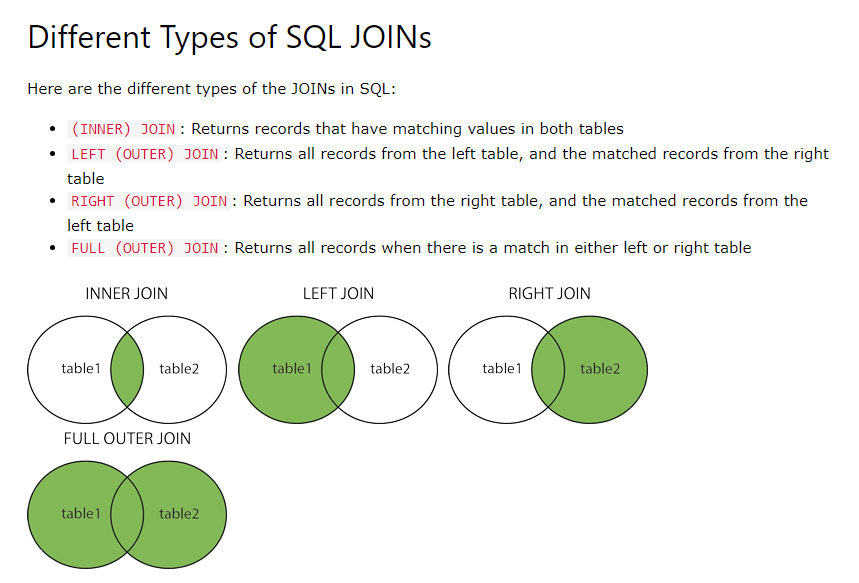 Different Types of SQL JOINs
Here are the different types of the JOINs in SQL:
(INNER) JOIN : Returns records that have matching values in both tables
LEFT (OUTER) JOIN : Returns all records from the left table, and the matched records from the right
table
RIGHT (OUTER) JOIN : Returns all records from the right table, and the matched records from the
left table
FULL (OUTER) JOIN : Returns all records when there is a match in either left or right table
INNER JOIN
table1 table2
LEFT JOIN
table1 table2
RIGHT JOIN
table1 table2
FULL OUTER JOIN
table1 table2